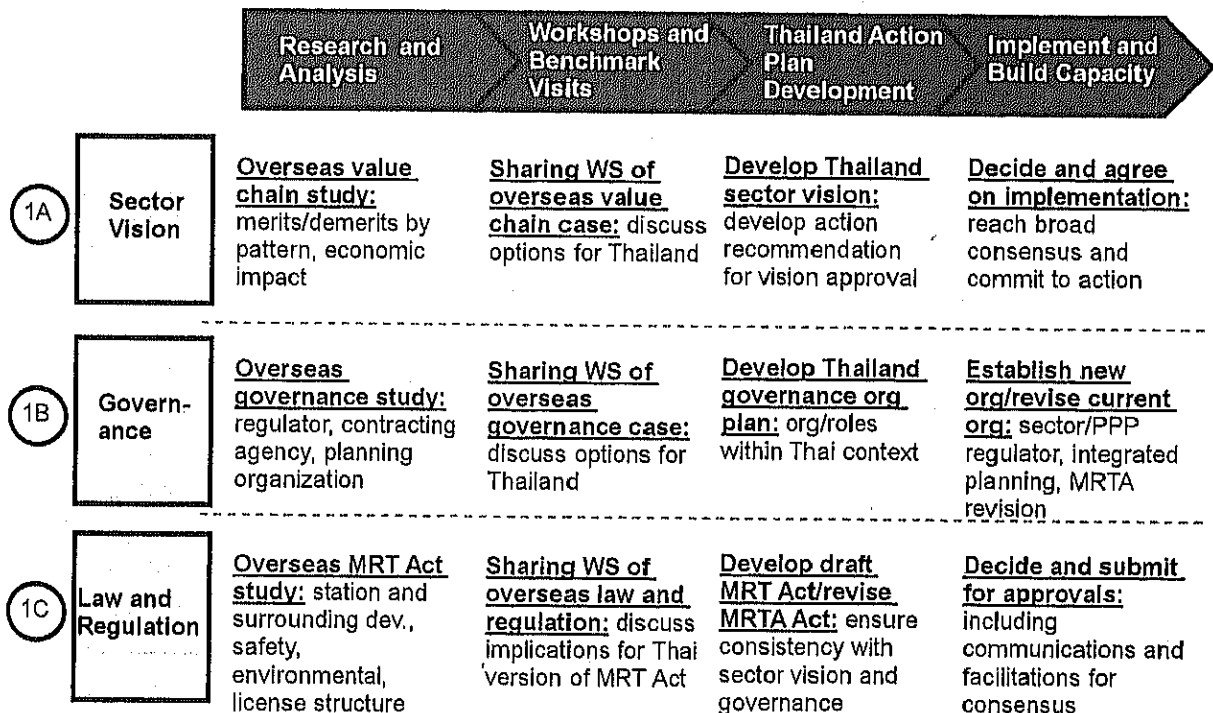 Research and
Analysis
Workshops and
Benchmark
Visits
Thailand Action
Plan
Development
Implement and
Build Capacity
1A
Sector
Vision
Overseas value
chain study:
merits/demerits by
pattern, economic
impact
Sharing WS of
overseas value
chain case: discuss
options for Thailand
Develop Thailand
sector vision:
develop action
recommendation
for vision approval
Decide and agree
on implementation:
reach broad
consensus and
commit to action
1B
Govern-
ance
Overseas
governance study:
regulator, contracting
agency, planning
organization
Sharing WS of
overseas
governance case:
discuss options for
Thailand
Develop Thailand
governance org
plan: org/roles
within Thai context
Establish new
org/revise current
org: sector/PPP
regulator, integrated
planning, MRTA
revision
1C
Law and
Regulation
Overseas MRT Act
study: station and
surrounding dev.,
safety,
environmental,
license structure
Sharing WS of
overseas law and
regulation: discuss
implications for Thai
version of MRT Act
Develop draft
MRT Act/revise
MRTA Act: ensure
consistency with
sector vision and
governance
Decide and submit
for approvals:
including
communications and
facilitations for
consensus